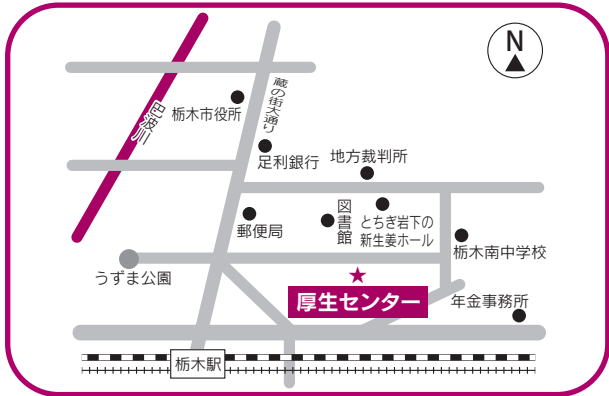 N
蔵の街大通り
栃木市役所
巴波川
足利銀行
地方裁判所
図書館
とちぎ岩下の
新生姜ホール
郵便局
栃木南中学校
うずま公園
厚生センター
年金事務所
栃木駅